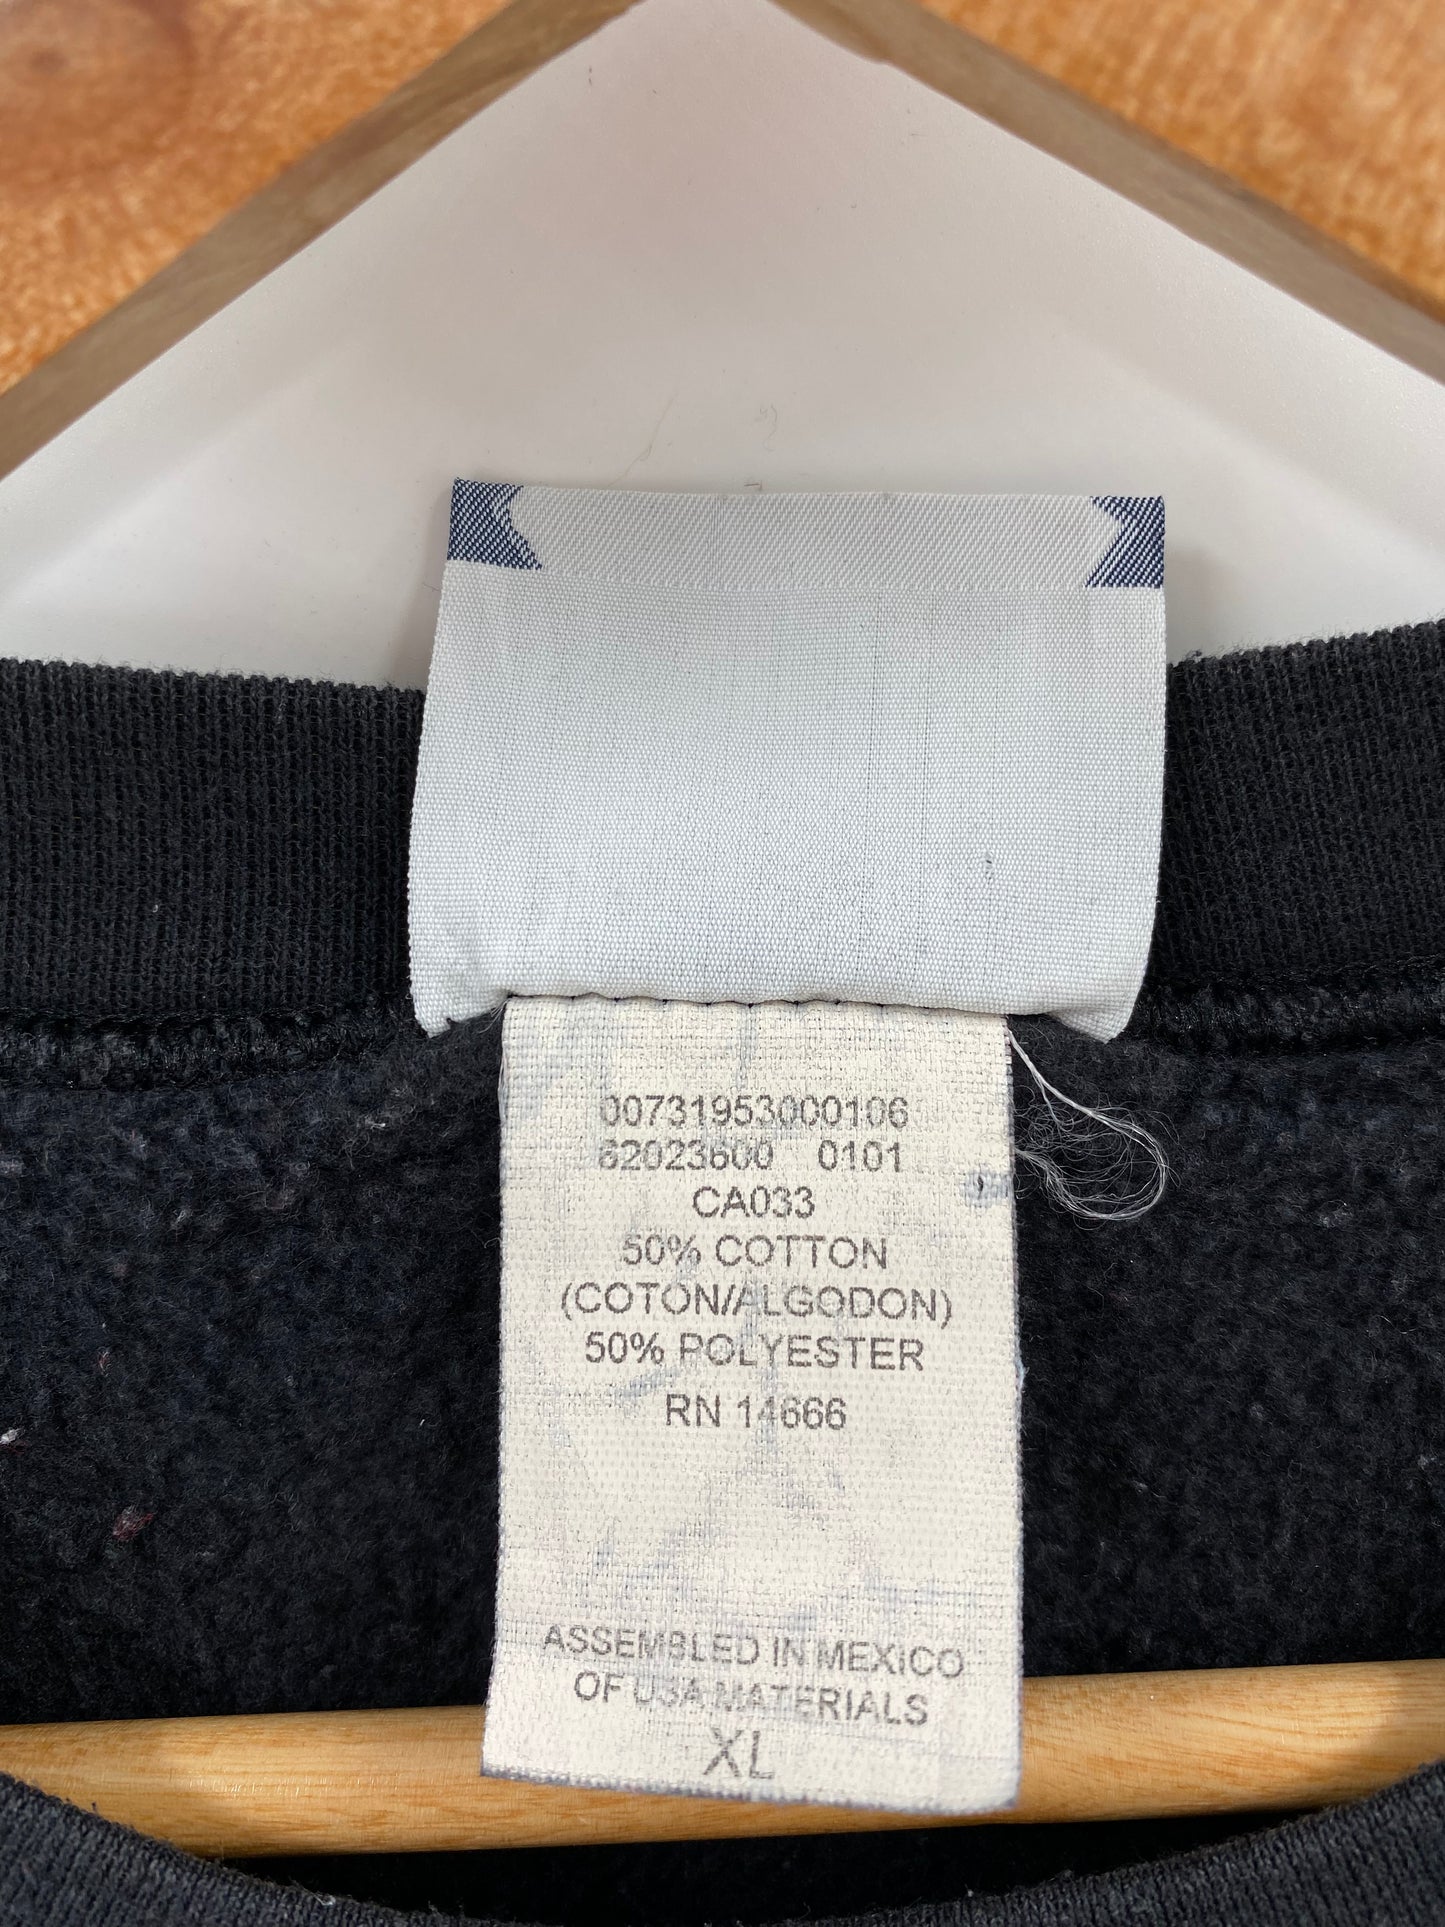 00731953000106
62023600 0101
CA033
50% COTTON
(COTON/ALGODON)
50% POLYESTER
RN 14666
ASSEMBLED IN MEXICO
OF USA MATERIALS
XL